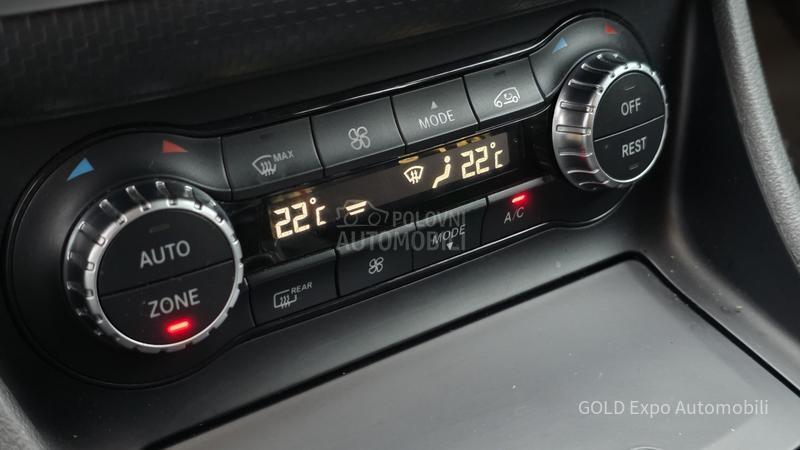 MAX
MODE
OFF
REST
AUTO
ZONE
22°C
22°C
REAR
MODE
A/C
POLOVNI
AUTOMOBILI
GOLD Expo Automobili